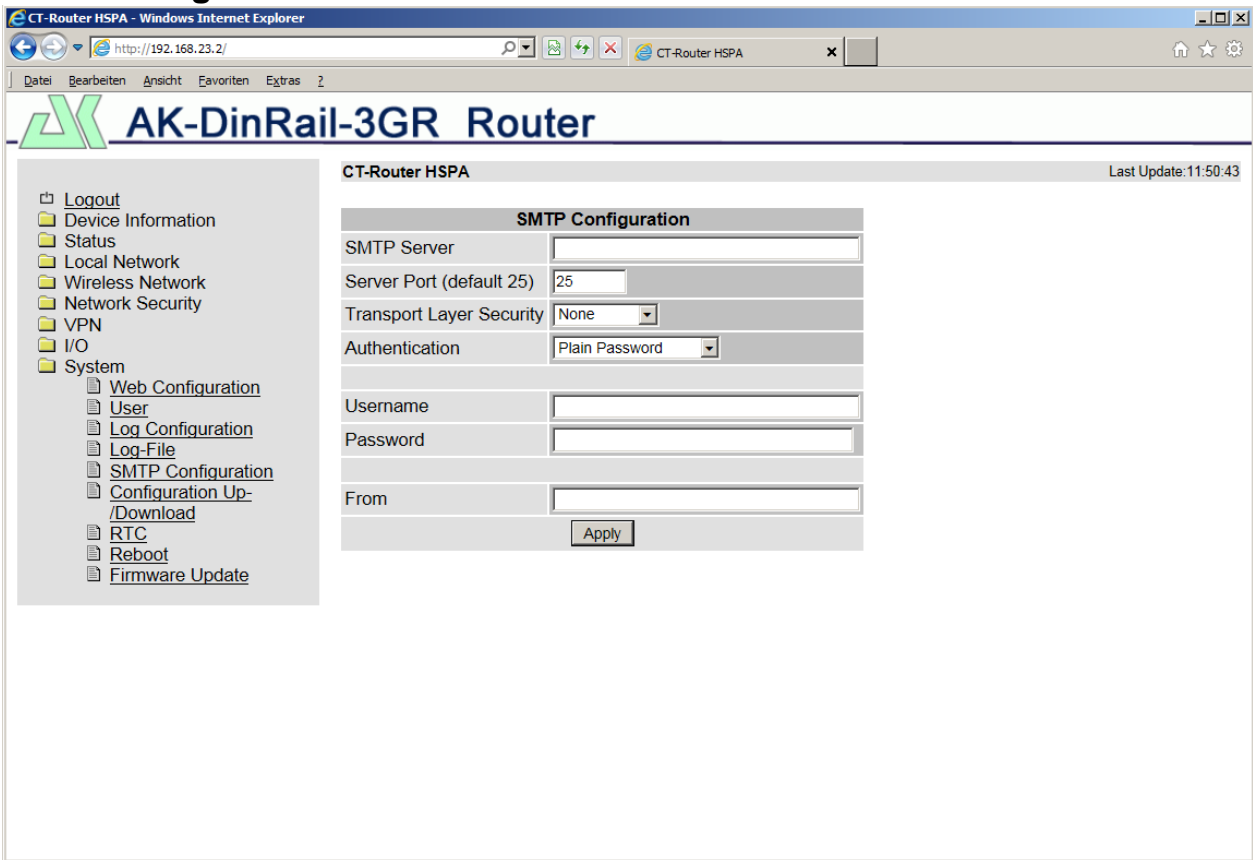 CT-Router HSPA - Windows Internet Explorer
http://192.168.23.2/
CT-Router HSPA
Datei Bearbeiten Ansicht Favoriten Extras ?
AK-DinRail-3GR Router
CT-Router HSPA
Last Update:11:50:43
Logout
Device Information
Status
Local Network
Wireless Network
Network Security
VPN
I/O
System
Web Configuration
User
Log Configuration
Log-File
SMTP Configuration
Configuration Up-
/Download
RTC
Reboot
Firmware Update
SMTP Configuration
SMTP Server
Server Port (default 25) 25
Transport Layer Security None
Authentication Plain Password
Username
Password
From
Apply